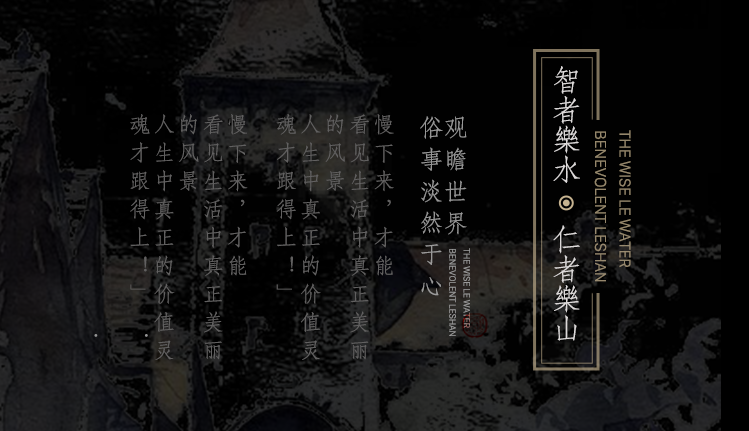 智者樂水 仁者樂山
THE WISE LE WATER
BENEVOLENT LESHAN
观瞻世界
俗事淡然于心
THE WISE LE WATER
BENEVOLENT LESHAN
慢下来，才能
看见生活中真正美丽
的风景
人生中真正的价值灵
魂才跟得上！」
慢下来，才能
看见生活中真正美丽
的风景
人生中真正的价值灵
魂才跟得上！」